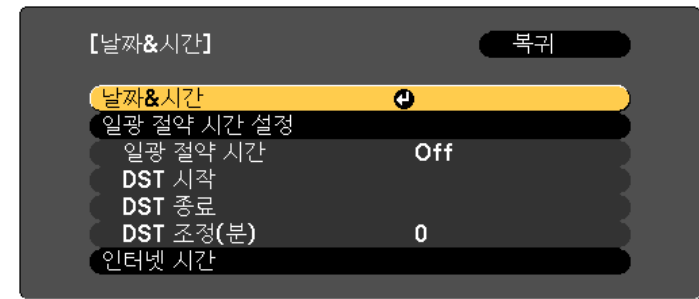 [날짜&시간] 복귀
날짜&시간
일광 절약 시간 설정
일광 절약 시간 Off
DST 시작
DST 종료
DST 조정(분) 0
인터넷 시간